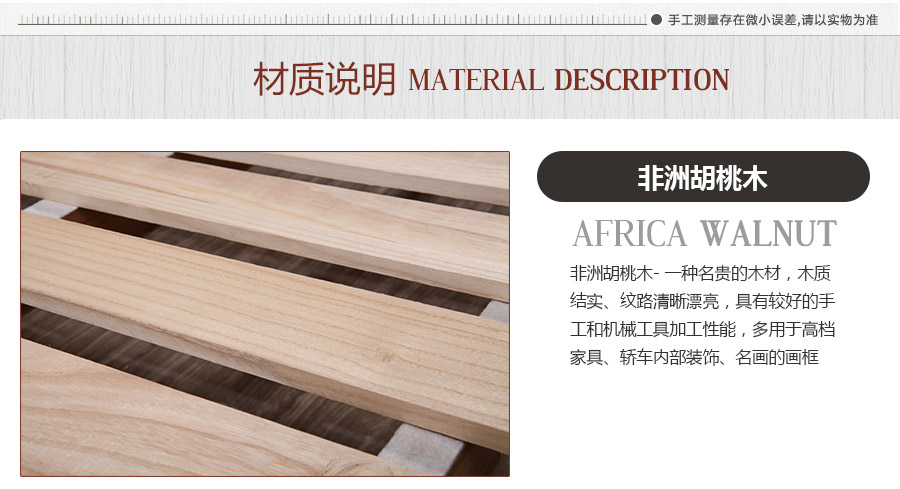 手工测量存在微小误差,请以实物为准
材质说明 MATERIAL DESCRIPTION
非洲胡桃木
AFRICA WALNUT
非洲胡桃木- 一种名贵的木材，木质
结实、纹路清晰漂亮，具有较好的手
工和机械工具加工性能，多用于高档
家具、轿车内部装饰、名画的画框